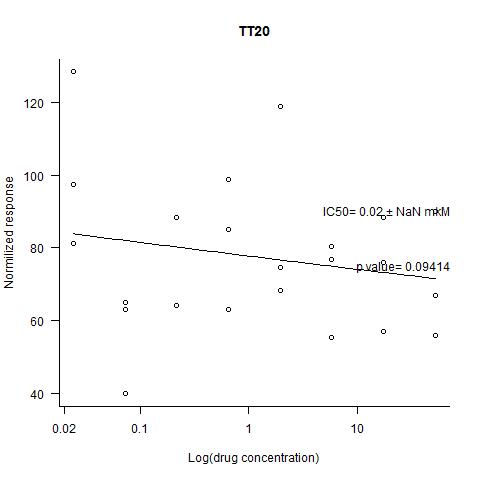 TT20
Normilized response
120
100
80
60
40
IC50= 0.02 ± NaN mkM
p value= 0.09414
0.02 0.1 1 10
Log(drug concentration)